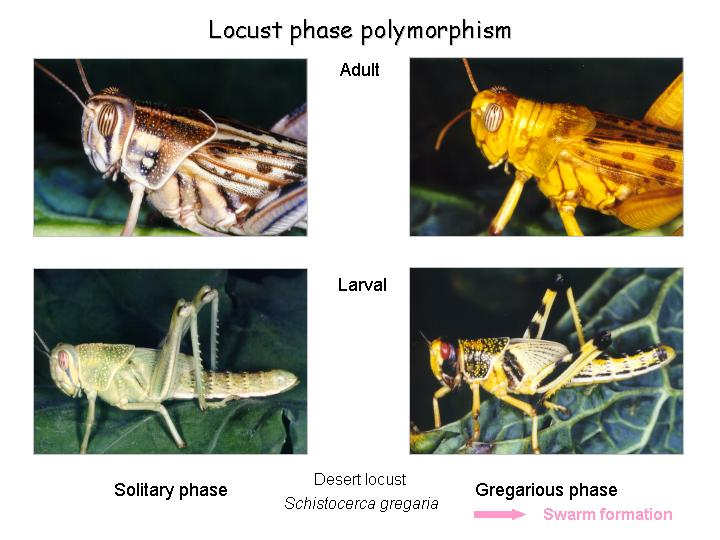 Locust phase polymorphism
Adult
Larval
Solitary phase
Desert locust
Schistocerca gregaria
Gregarious phase
Swarm formation